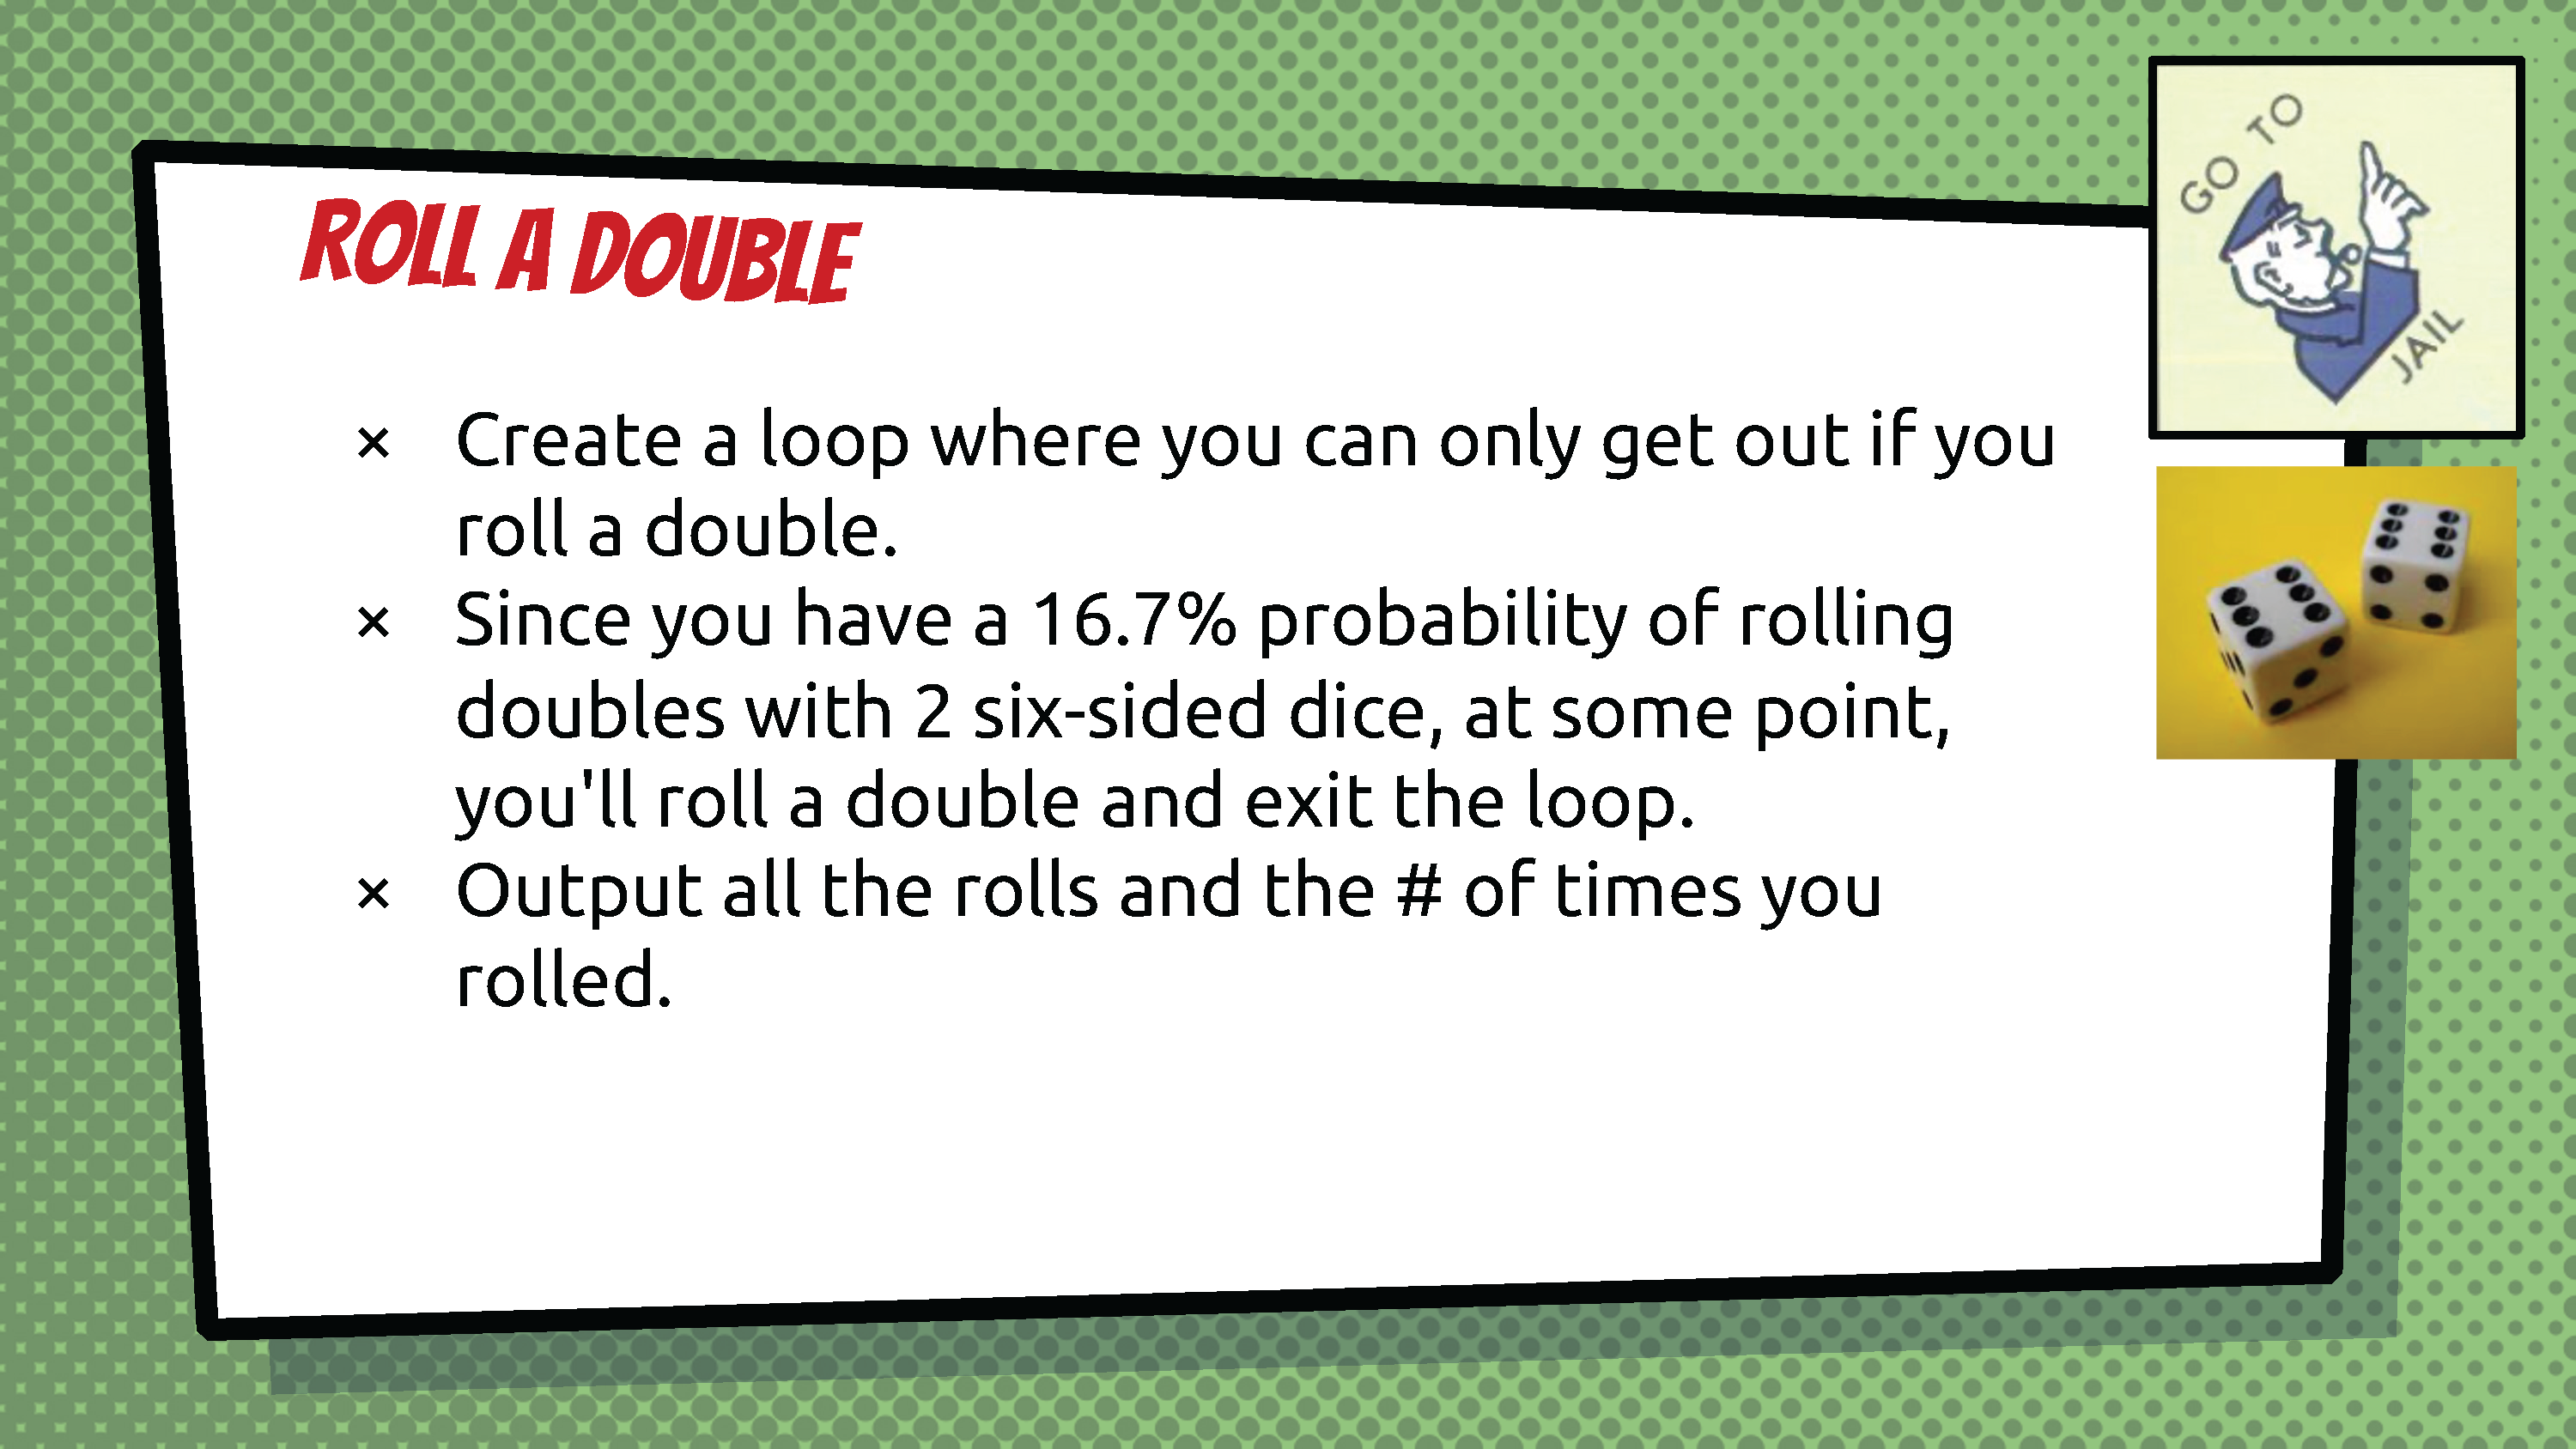 ROLL A DOUBLE
GO TO
JAIL
× Create a loop where you can only get out if you
roll a double.
× Since you have a 16.7% probability of rolling
doubles with 2 six-sided dice, at some point,
you'll roll a double and exit the loop.
× Output all the rolls and the # of times you
rolled.